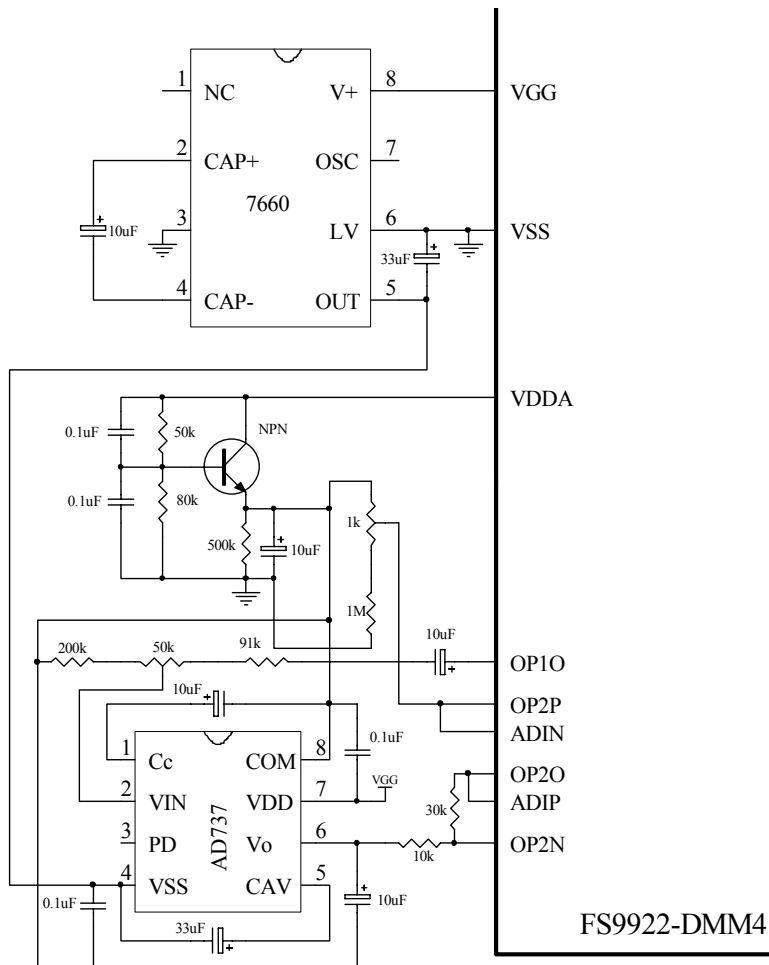 1 NC V+ 8 VGG
2 CAP+ OSC 7
10uF + 7660
3 LV 6 VSS
33uF +
4 CAP- OUT 5
VDDA
0.1uF 50k NPN
0.1uF 80k
500k + 10uF 1k
1M
200k 50k 91k 10uF + OP1O
10uF + OP2P
ADIN
1 Cc COM 8 0.1uF
OP2O
2 VIN VDD 7 VGG
30k ADIP
AD737
3 PD Vo 6 10k OP2N
4 VSS CAV 5
0.1uF + 10uF
33uF +
FS9922-DMM4